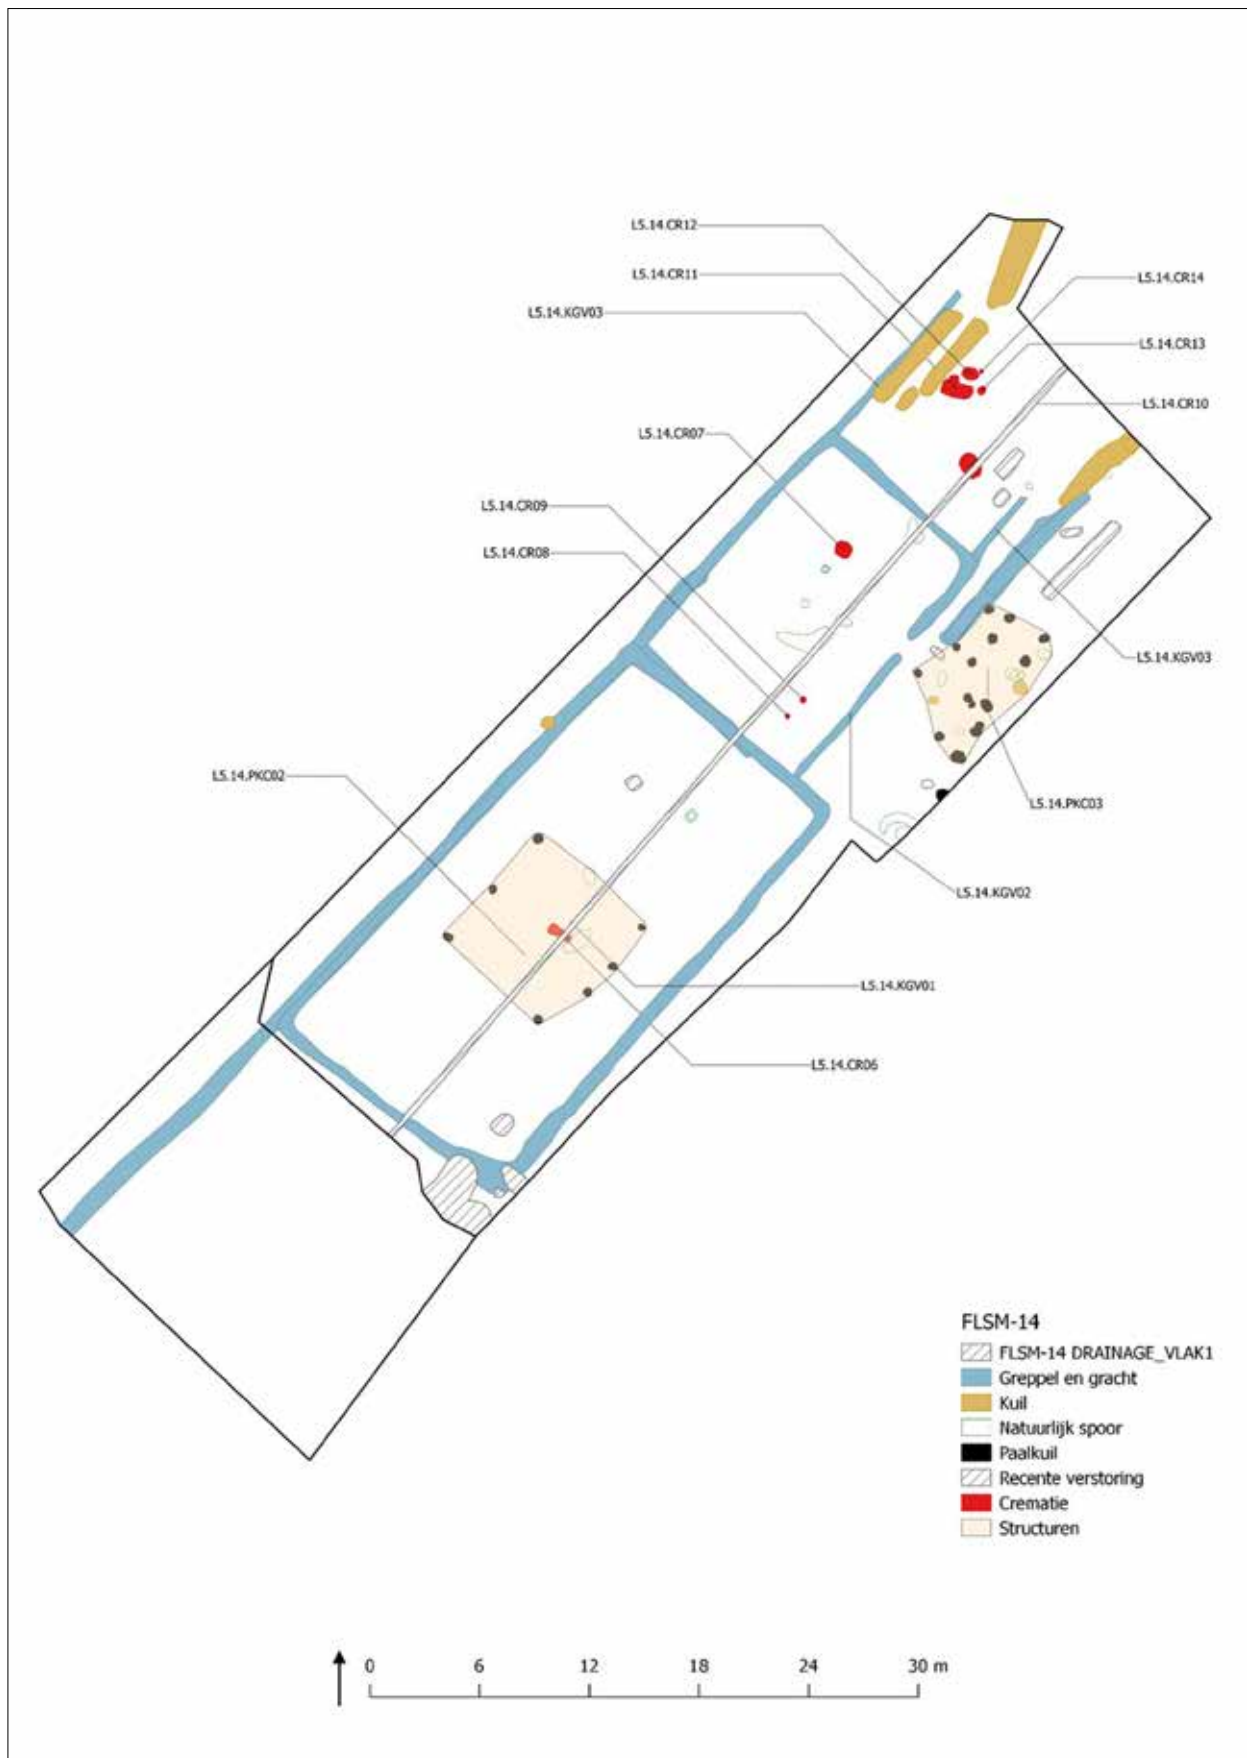 L5.14.CR12
L5.14.CR11
L5.14.CR14
L5.14.KGV03
L5.14.CR13
L5.14.CR10
L5.14.CR07
L5.14.CR09
L5.14.CR08
L5.14.KGV03
L5.14.PKC02
L5.14.PKC03
L5.14.KGV02
L5.14.KGV01
L5.14.CR06
FLSM-14
FLSM-14 DRAINAGE_VLAK1
Greppel en gracht
Kuil
Natuurlijk spoor
Paalkuil
Recente verstoring
Crematie
Structuren
0 6 12 18 24 30 m